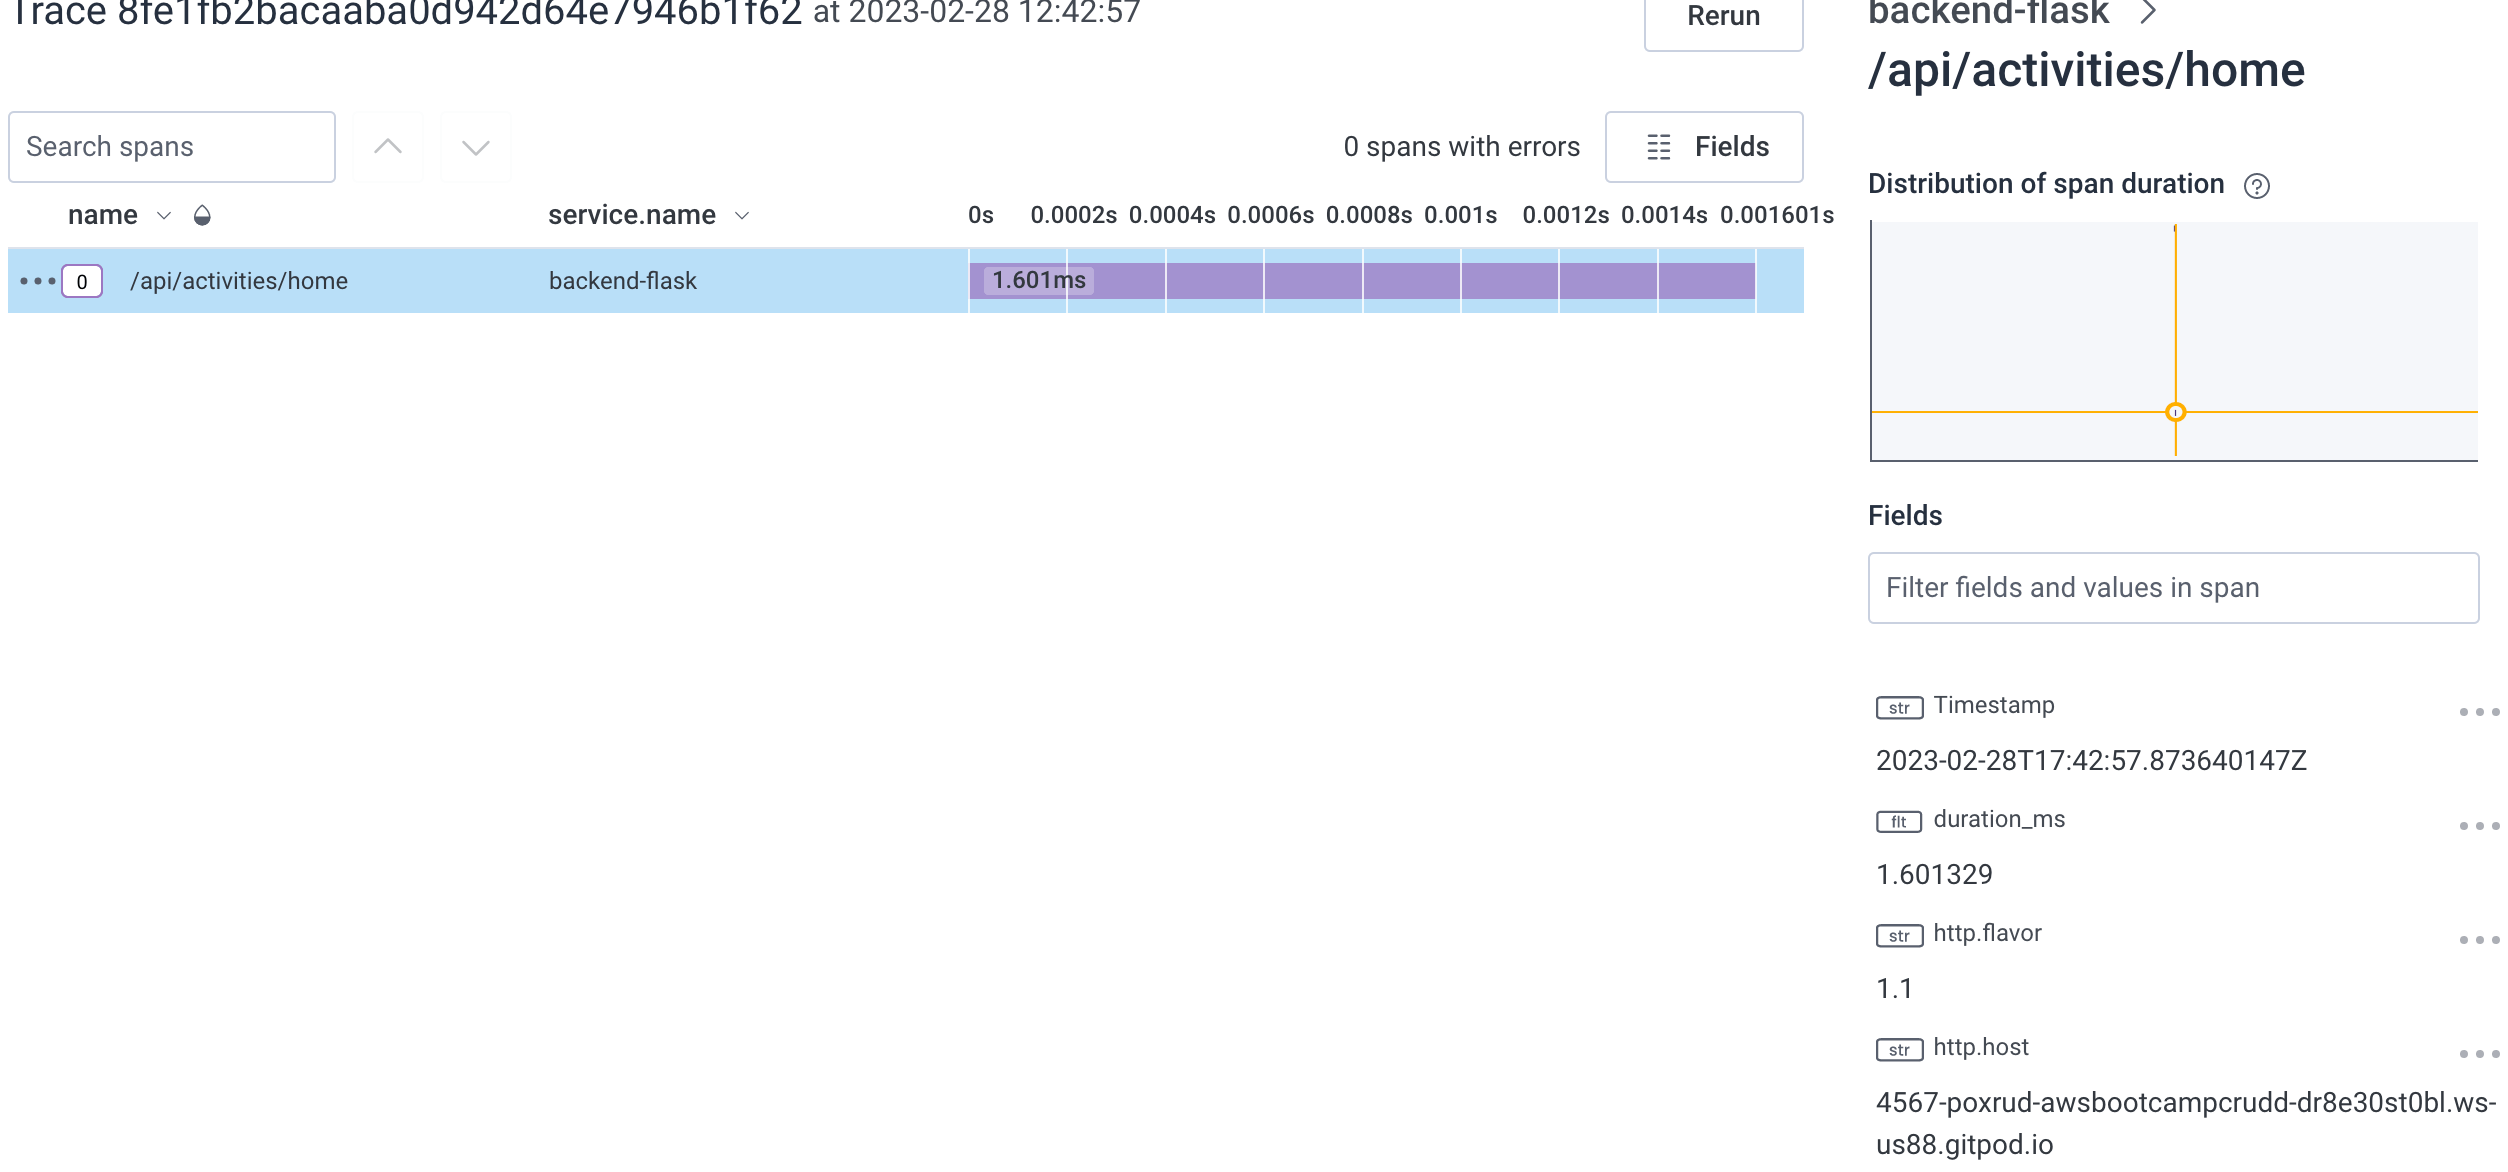 Trace 8fe1fb2bacaaba0d942d64e7946b1f62 at 2023-02-28 12:42:57
Rerun
Search spans
0 spans with errors
Fields
name
service.name
0s 0.0002s 0.0004s 0.0006s 0.0008s 0.001s 0.0012s 0.0014s 0.001601s
0 /api/activities/home backend-flask 1.601ms
backend-flask
/api/activities/home
Distribution of span duration
Fields
Filter fields and values in span
str Timestamp
2023-02-28T17:42:57.873640147Z
flt duration_ms
1.601329
str http.flavor
1.1
str http.host
4567-poxrud-awsbootcampcrudd-dr8e30st0bl.ws-
us88.gitpod.io